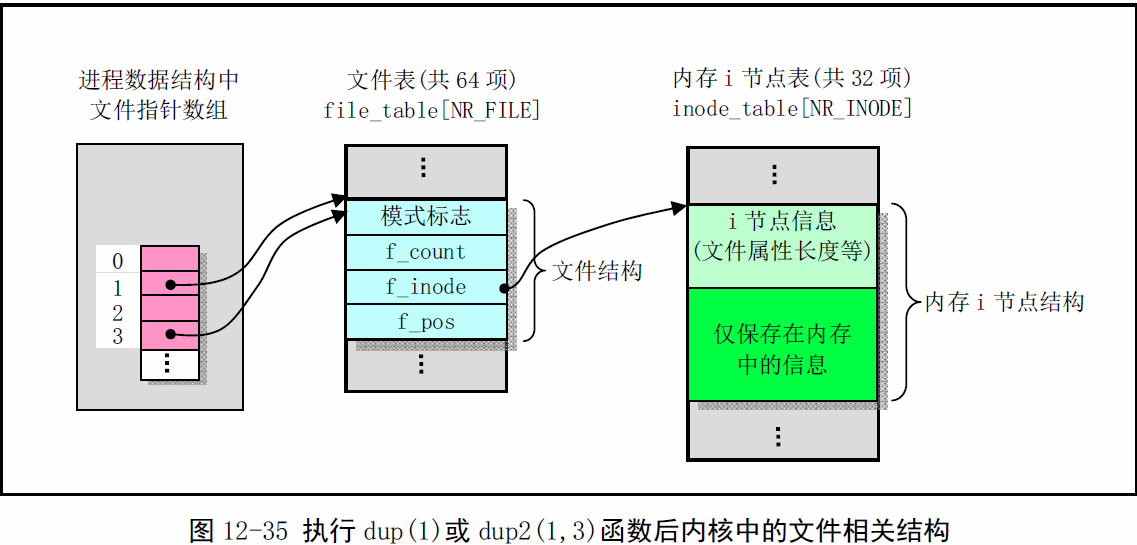 进程数据结构中
文件指针数组
0
1
2
3
⋮
文件表(共 64 项)
file_table[NR_FILE]
⋮
模式标志
f_count
f_inode
f_pos
⋮
文件结构
内存 i 节点表(共 32 项)
inode_table[NR_INODE]
⋮
i 节点信息
(文件属性长度等)
仅保存在内存
中的信息
⋮
内存 i 节点结构
图 12-35 执行 dup(1)或 dup2(1,3)函数后内核中的文件相关结构